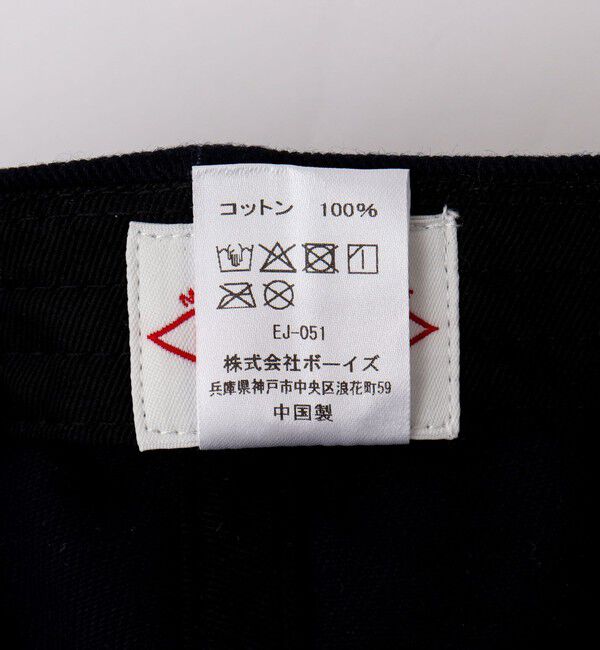 コットン 100%
EJ-051
株式会社ボーイズ
兵庫県神戸市中央区浪花町59
中国製